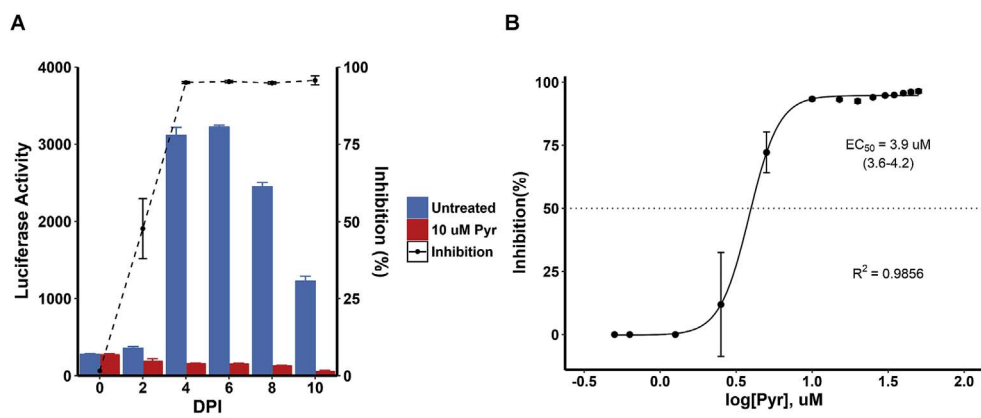 A
4000
3000
2000
1000
0
Luciferase Activity
0
2
4
6
8
10
DPI
100
75
50
25
0
Inhibition (%)
Untreated
10 uM Pyr
Inhibition
B
100
75
50
25
0
Inhibition(%)
-0.5
0.0
0.5
1.0
1.5
2.0
log[Pyr], uM
EC50 = 3.9 uM
(3.6-4.2)
R2 = 0.9856